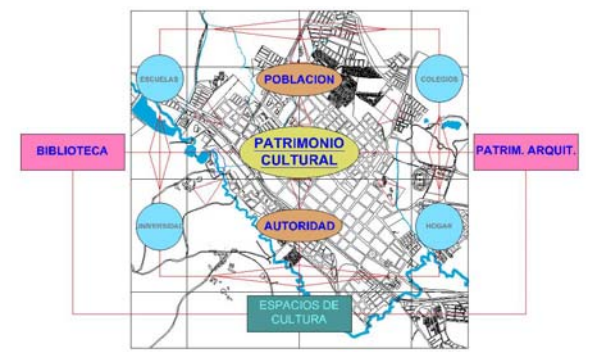 ESCUELAS
POBLACION
COLEGIOS
BIBLIOTECA
PATRIMONIO
CULTURAL
PATRIM. ARQUIT.
UNIVERSIDAD
AUTORIDAD
HOGAR
ESPACIOS DE
CULTURA